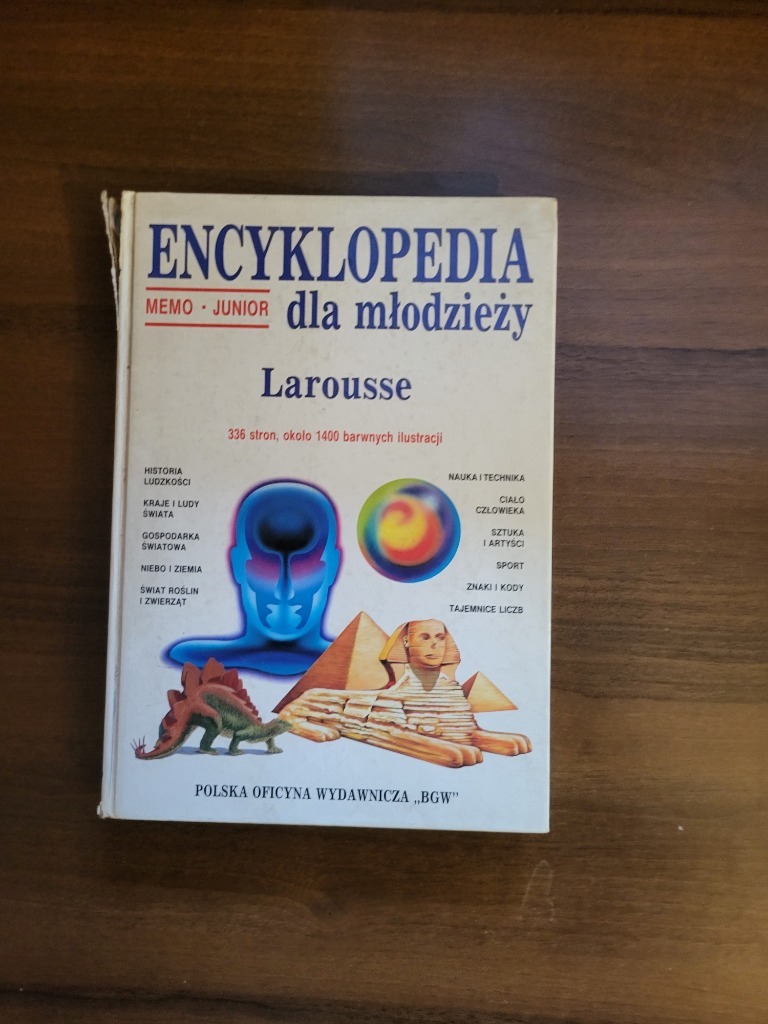 ENCYKLOPEDIA
MEMO · JUNIOR
dla młodzieży
Larousse
336 stron, około 1400 barwnych ilustracji
HISTORIA
LUDZKOŚCI
KRAJE I LUDY
ŚWIATA
GOSPODARKA
ŚWIATOWA
NIEBO I ZIEMIA
ŚWIAT ROŚLIN
I ZWIERZĄT
NAUKA I TECHNIKA
CIAŁO
CZŁOWIEKA
SZTUKA
I ARTYŚCI
SPORT
ZNAKI I KODY
TAJEMNICE LICZB
POLSKA OFICYNA WYDAWNICZA „BGW”